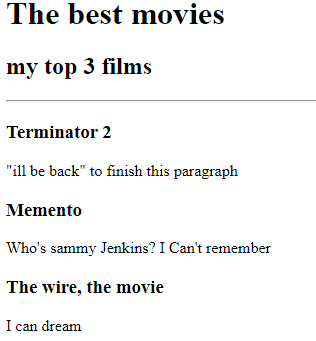 The best movies
my top 3 films
Terminator 2
"ill be back" to finish this paragraph
Memento
Who's sammy Jenkins? I Can't remember
The wire, the movie
I can dream